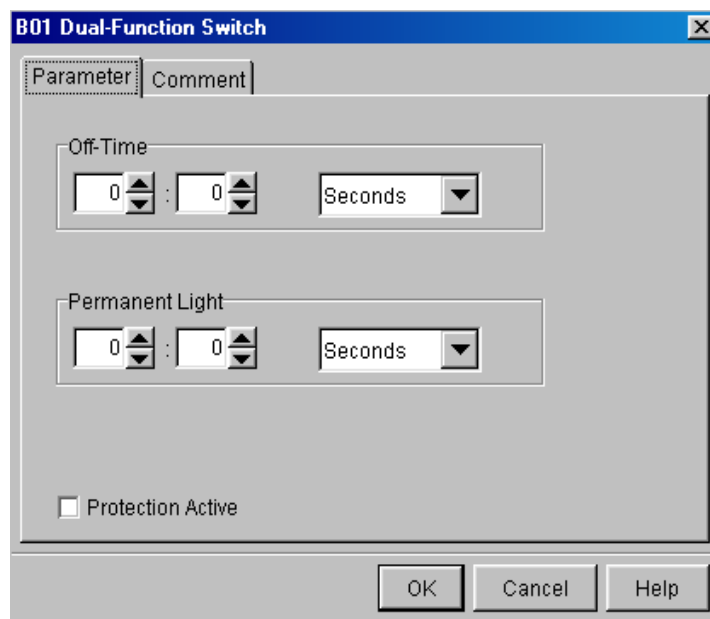 B01 Dual-Function Switch
Parameter Comment
Off-Time
0 : 0 Seconds
Permanent Light
0 : 0 Seconds
Protection Active
OK Cancel Help